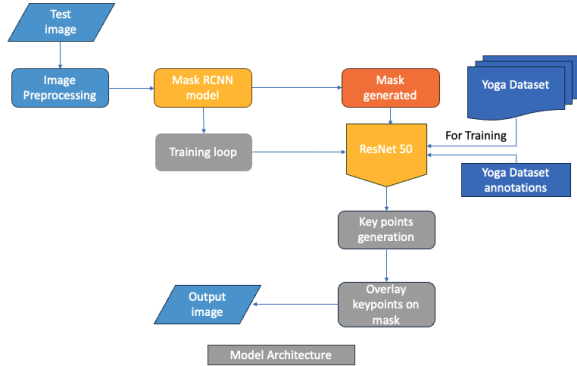 Test
image
Image
Preprocessing
Mask RCNN
model
Mask
generated
Yoga Dataset
For Training
Training loop
ResNet 50
Yoga Dataset
annotations
Key points
generation
Output
image
Overlay
keypoints on
mask
Model Architecture